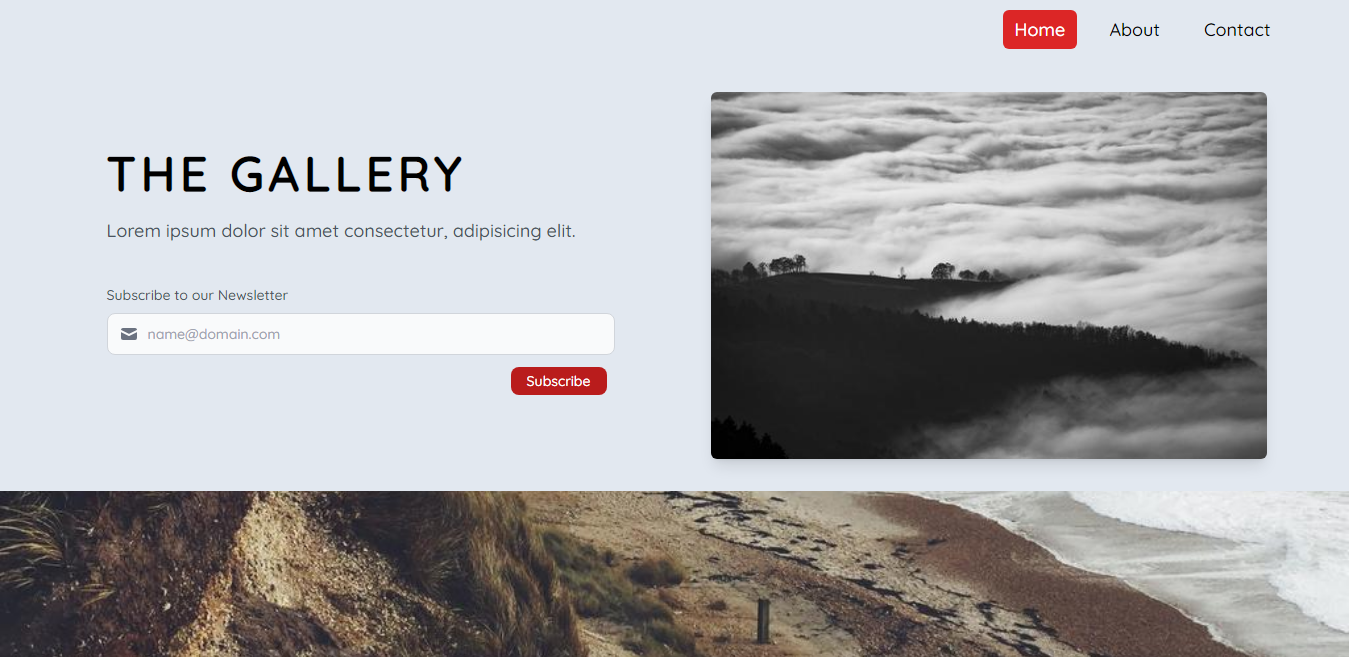 Home About Contact
THE GALLERY
Lorem ipsum dolor sit amet consectetur, adipisicing elit.
Subscribe to our Newsletter
name@domain.com
Subscribe